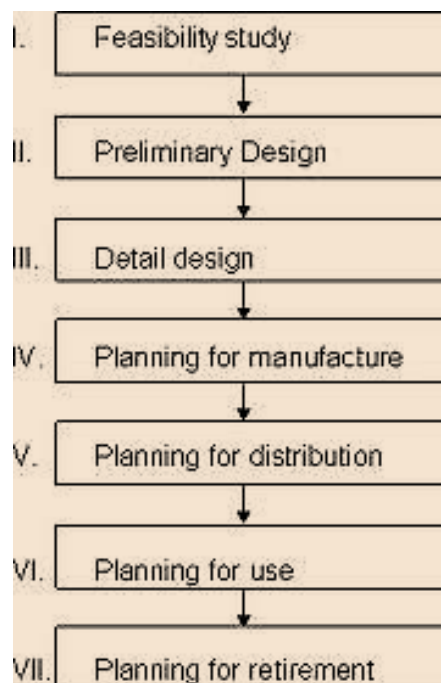 I. Feasibility study
II. Preliminary Design
III. Detail design
IV. Planning for manufacture
V. Planning for distribution
VI. Planning for use
VII. Planning for retirement